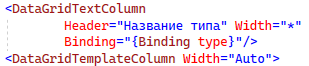 <DataGridTextColumn
Header="Название типа" Width="*"
Binding="{Binding type}"/>
<DataGridTemplateColumn Width="Auto">